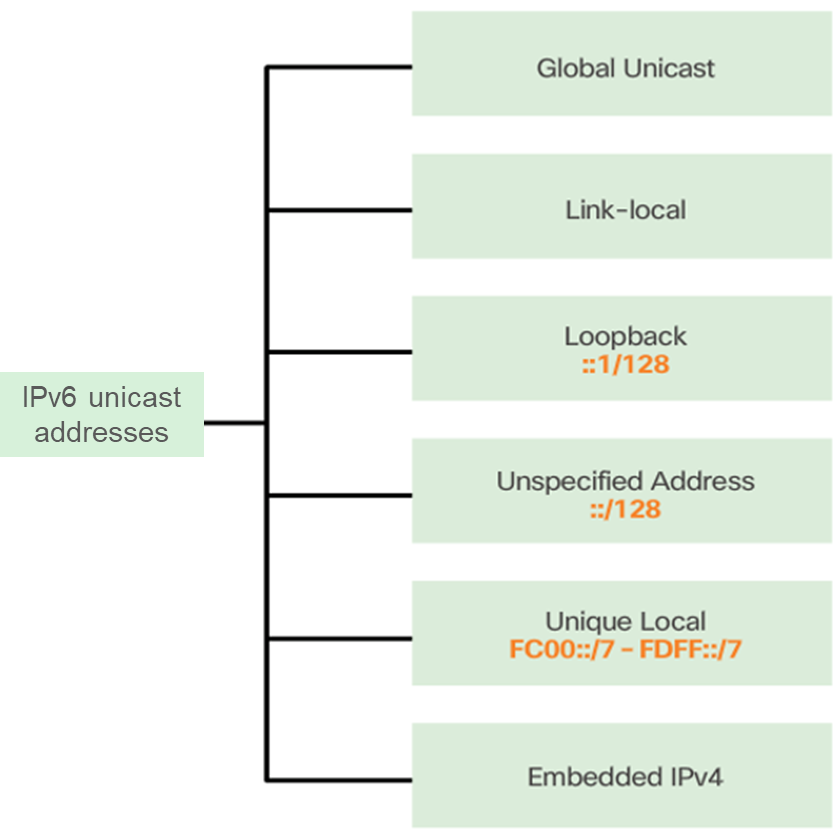 IPv6 unicast
addresses
Global Unicast
Link-local
Loopback
::1/128
Unspecified Address
::/128
Unique Local
FC00::/7 - FDFF::/7
Embedded IPv4